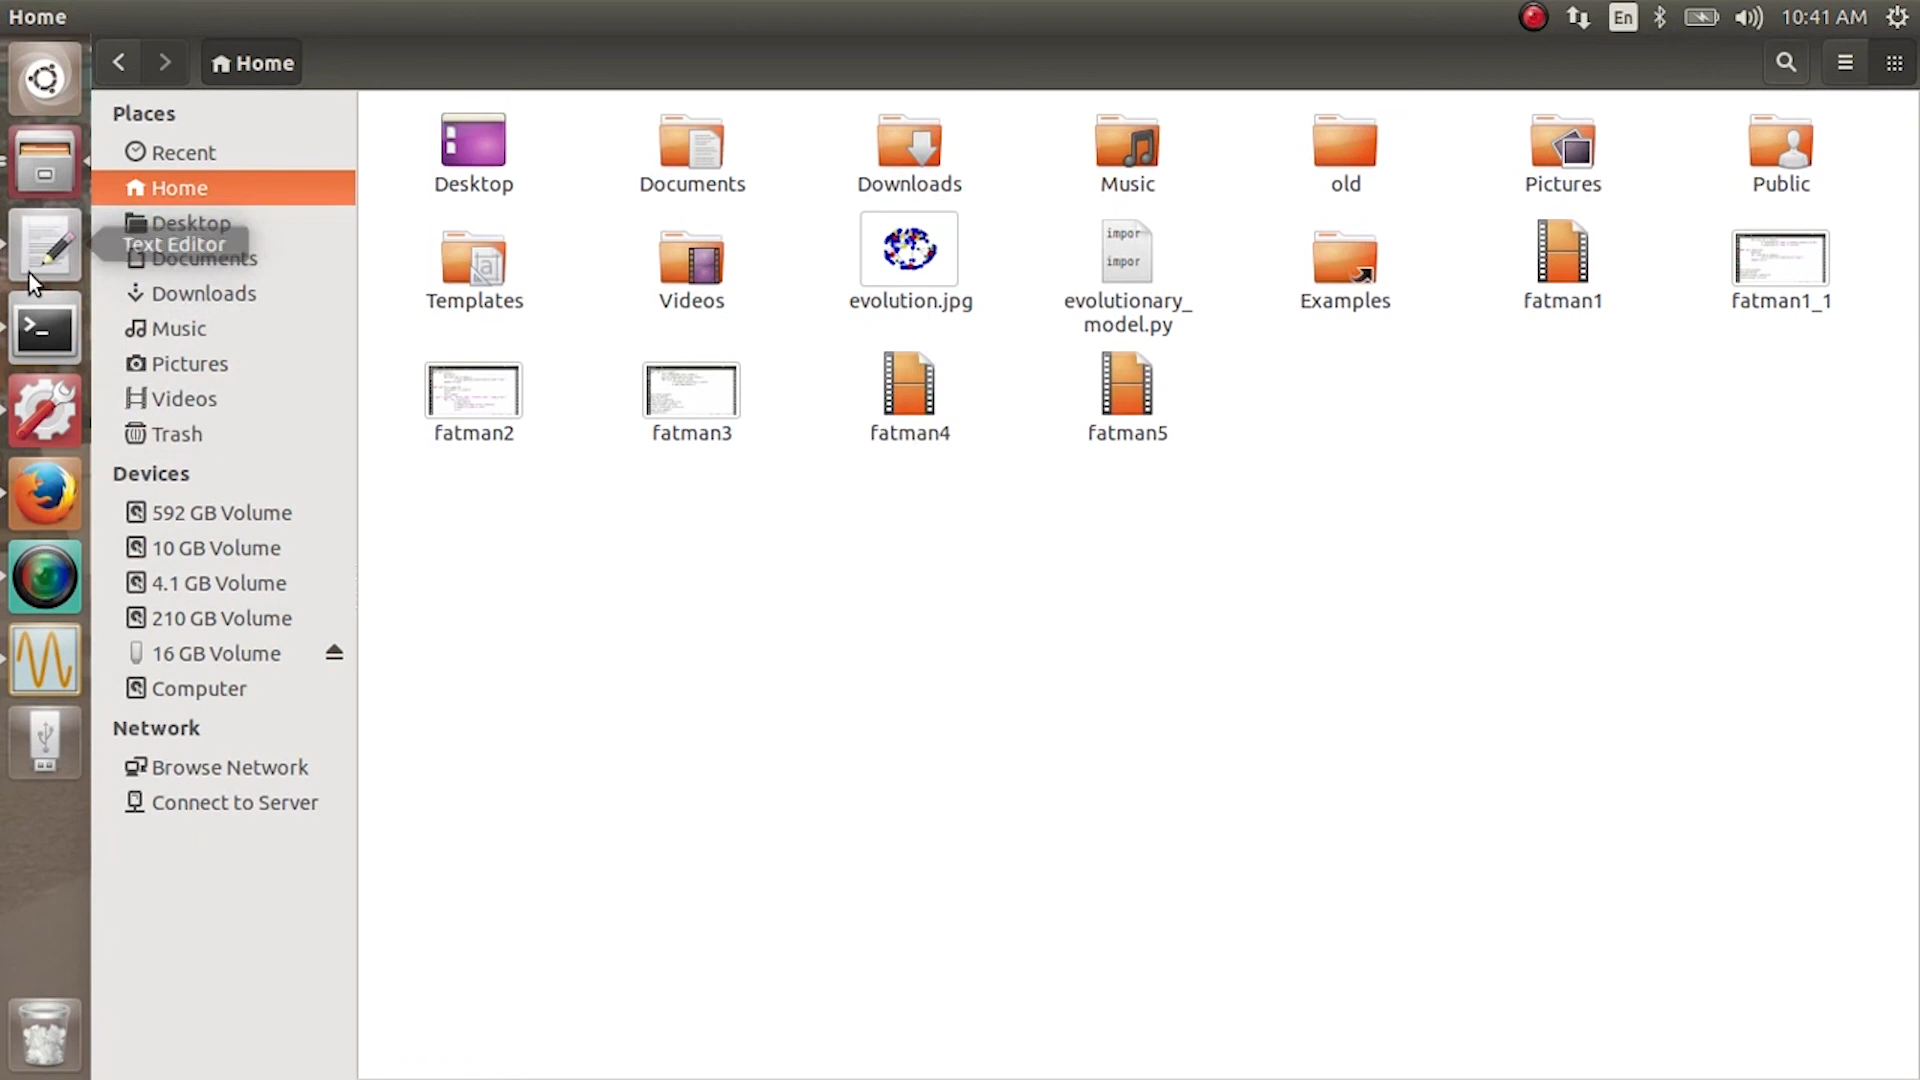 Home
En
10:41 AM
Home
Places
Recent
Home
Desktop
Text Editor
Documents
Downloads
Music
Pictures
Videos
Trash
Devices
592 GB Volume
10 GB Volume
4.1 GB Volume
210 GB Volume
16 GB Volume
Computer
Network
Browse Network
Connect to Server
Desktop
Documents
Downloads
Music
old
Pictures
Public
impor
impor
Templates
Videos
evolution.jpg
evolutionary_
model.py
Examples
fatman1
fatman1_1
fatman2
fatman3
fatman4
fatman5